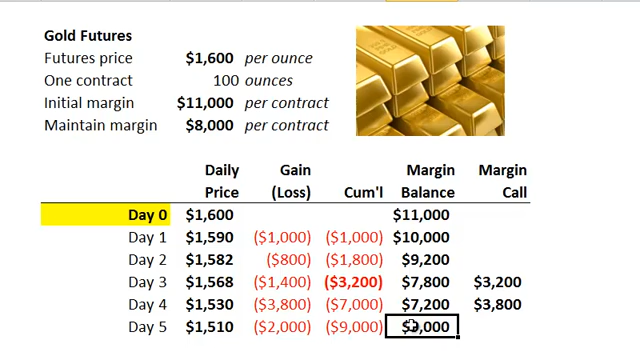 Gold Futures
Futures price $1,600 per ounce
One contract 100 ounces
Initial margin $11,000 per contract
Maintain margin $8,000 per contract
Daily Gain Margin Margin
Price (Loss) Cum'l Balance Call
Day 0 $1,600 $11,000
Day 1 $1,590 ($1,000) ($1,000) $10,000
Day 2 $1,582 ($800) ($1,800) $9,200
Day 3 $1,568 ($1,400) ($3,200) $7,800 $3,200
Day 4 $1,530 ($3,800) ($7,000) $7,200 $3,800
Day 5 $1,510 ($2,000) ($9,000)